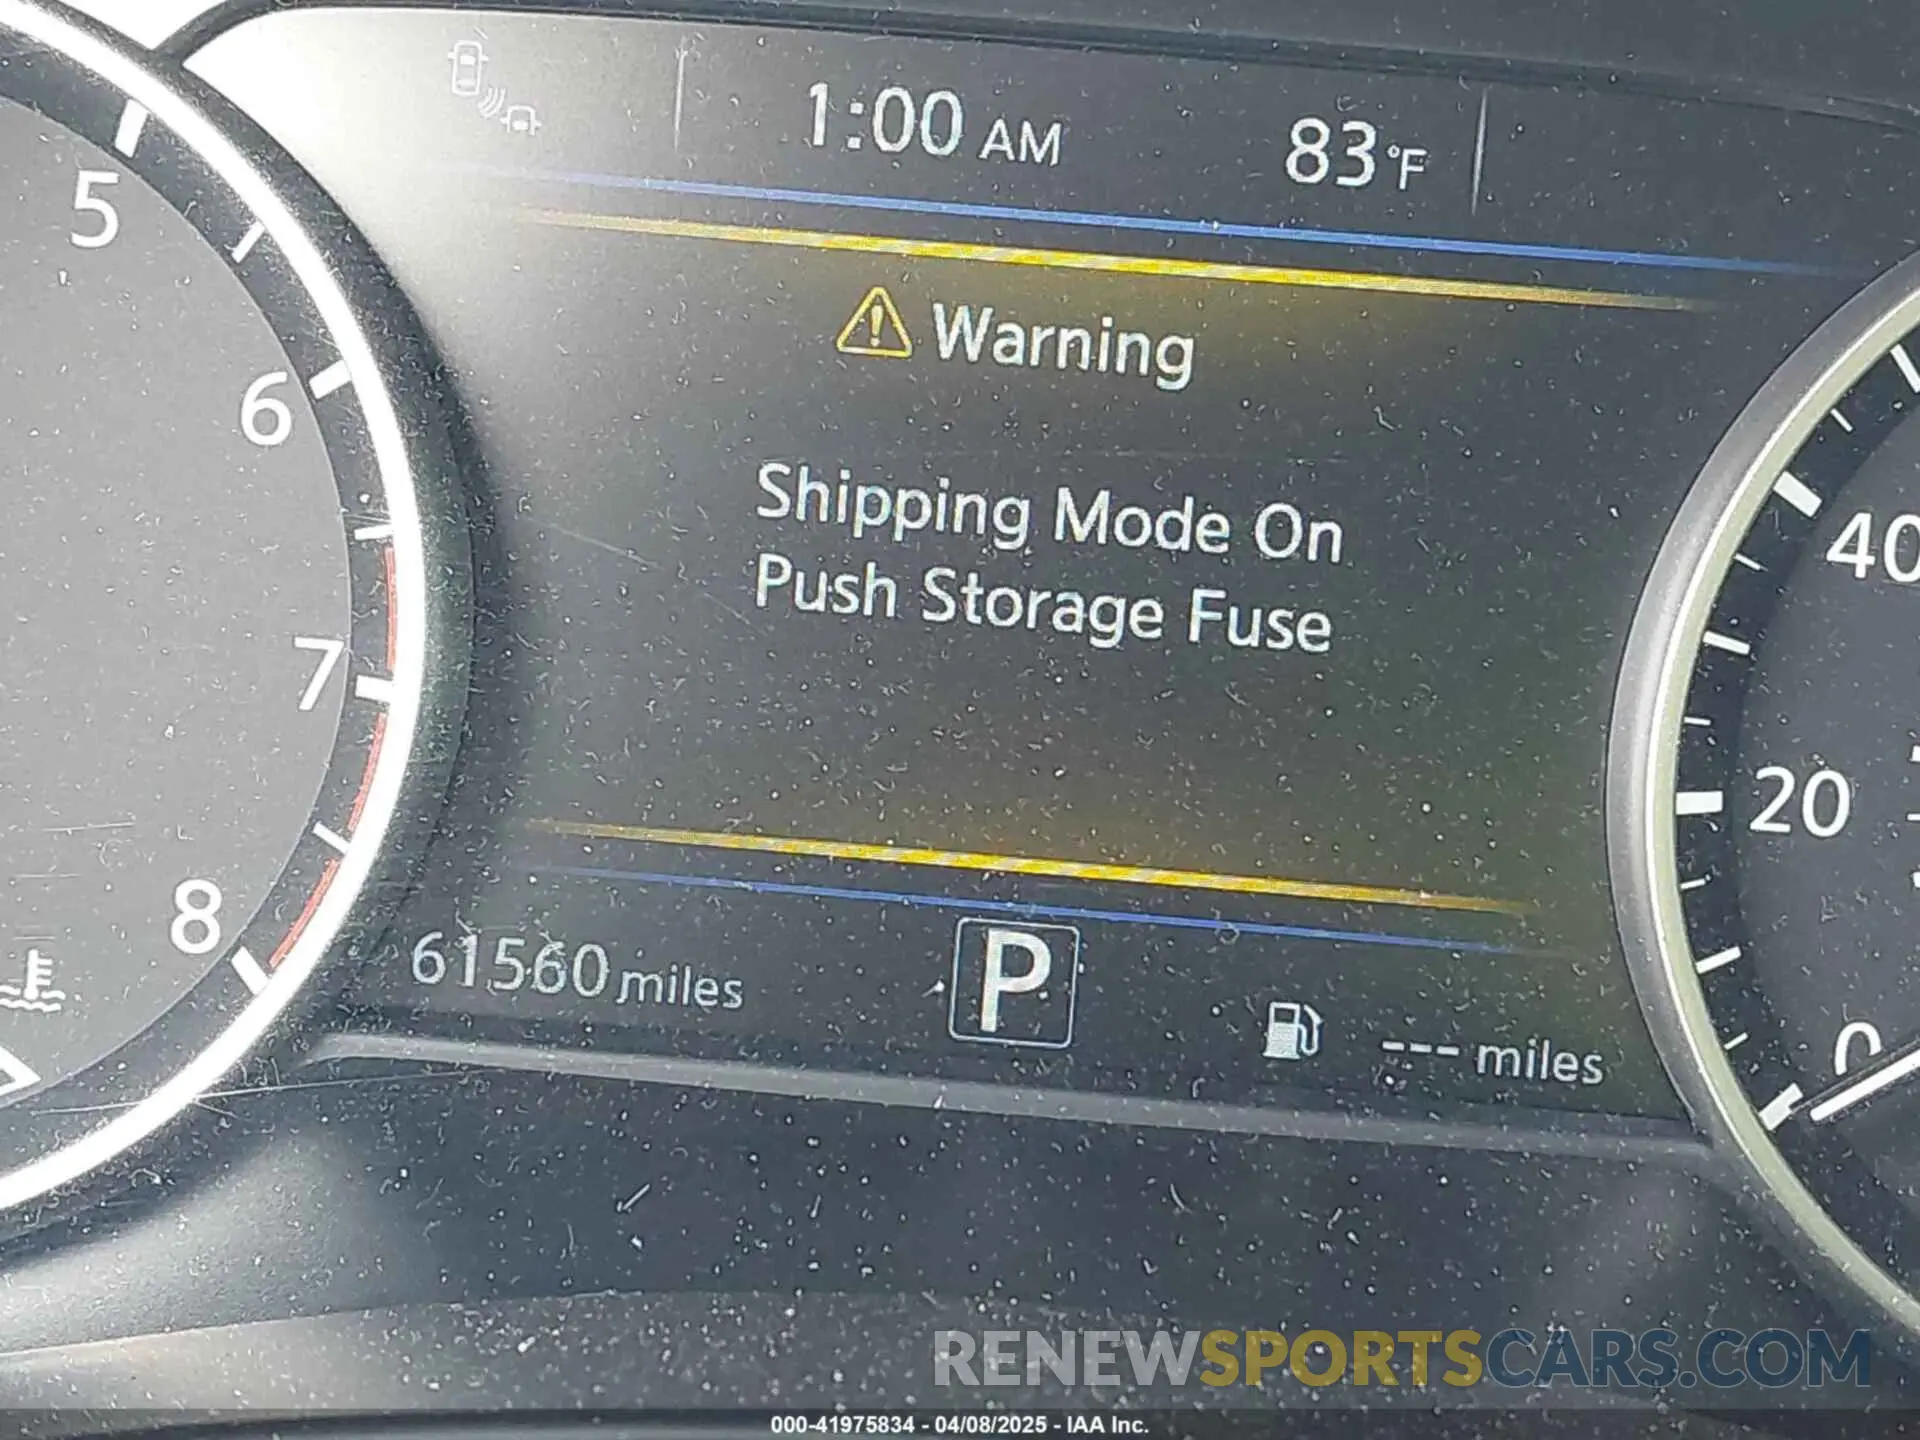 1:00 AM 83°F
5
Warning
6
40
Shipping Mode On
Push Storage Fuse
7
20
8
61560 miles P --- miles
0
RENEWSPORTSCARS.COM
000-41975834 - 04/08/2025 - IAA Inc.